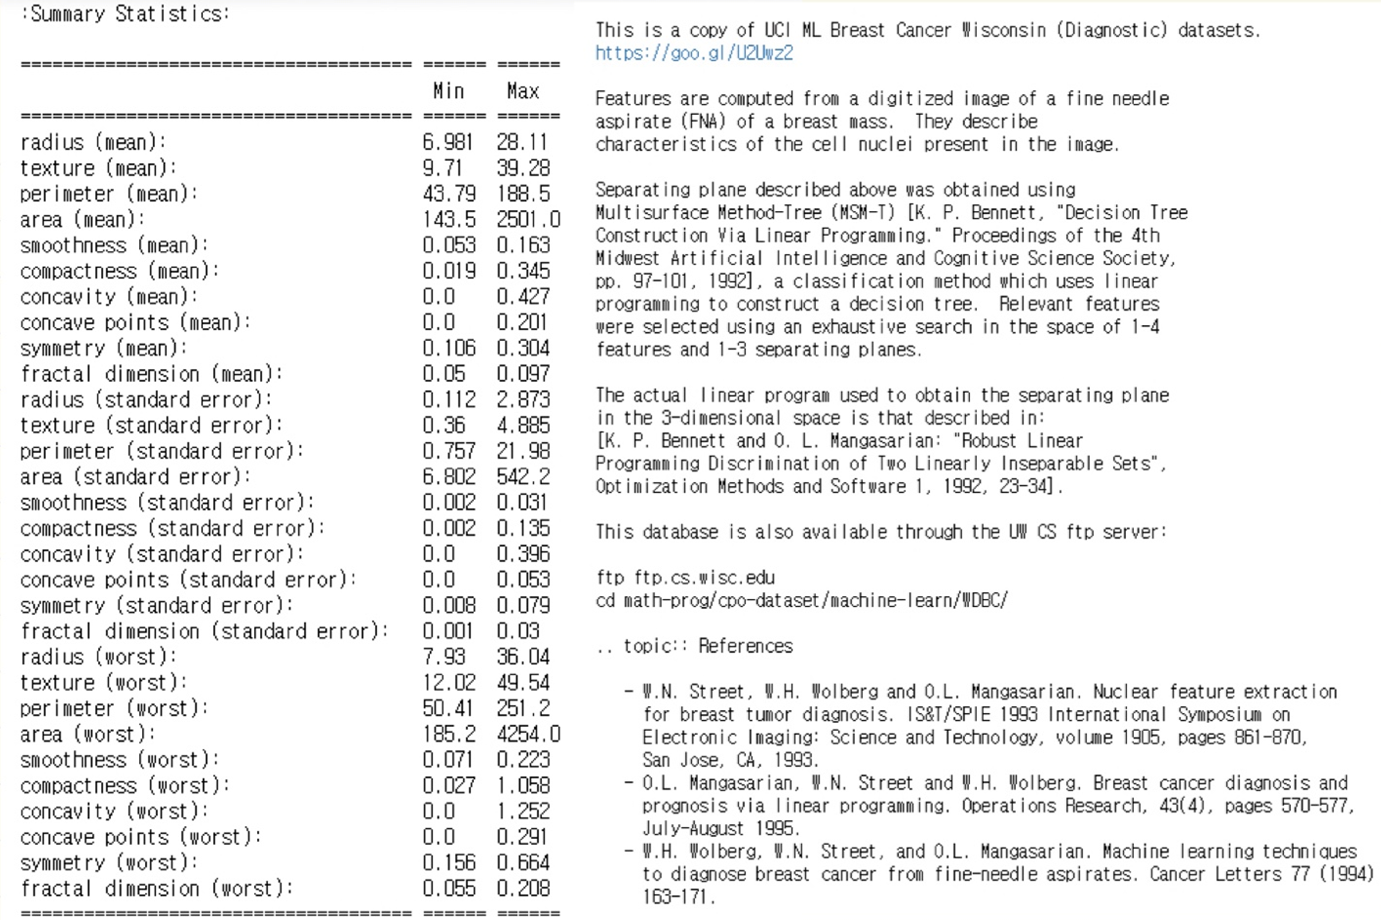 :Summary Statistics:
===================================== ====== ======
Min Max
===================================== ====== ======
radius (mean): 6.981 28.11
texture (mean): 9.71 39.28
perimeter (mean): 43.79 188.5
area (mean): 143.5 2501.0
smoothness (mean): 0.053 0.163
compactness (mean): 0.019 0.345
concavity (mean): 0.0 0.427
concave points (mean): 0.0 0.201
symmetry (mean): 0.106 0.304
fractal dimension (mean): 0.05 0.097
radius (standard error): 0.112 2.873
texture (standard error): 0.36 4.885
perimeter (standard error): 0.757 21.98
area (standard error): 6.802 542.2
smoothness (standard error): 0.002 0.031
compactness (standard error): 0.002 0.135
concavity (standard error): 0.0 0.396
concave points (standard error): 0.0 0.053
symmetry (standard error): 0.008 0.079
fractal dimension (standard error): 0.001 0.03
radius (worst): 7.93 36.04
texture (worst): 12.02 49.54
perimeter (worst): 50.41 251.2
area (worst): 185.2 4254.0
smoothness (worst): 0.071 0.223
compactness (worst): 0.027 1.058
concavity (worst): 0.0 1.252
concave points (worst): 0.0 0.291
symmetry (worst): 0.156 0.664
fractal dimension (worst): 0.055 0.208
===================================== ====== ======
This is a copy of UCI ML Breast Cancer Wisconsin (Diagnostic) datasets.
https://goo.gl/U2Uwz2
Features are computed from a digitized image of a fine needle
aspirate (FNA) of a breast mass. They describe
characteristics of the cell nuclei present in the image.
Separating plane described above was obtained using
Multisurface Method-Tree (MSM-T) [K. P. Bennett, "Decision Tree
Construction Via Linear Programming." Proceedings of the 4th
Midwest Artificial Intelligence and Cognitive Science Society,
pp. 97-101, 1992], a classification method which uses linear
programming to construct a decision tree. Relevant features
were selected using an exhaustive search in the space of 1-4
features and 1-3 separating planes.
The actual linear program used to obtain the separating plane
in the 3-dimensional space is that described in:
[K. P. Bennett and O. L. Mangasarian: "Robust Linear
Programming Discrimination of Two Linearly Inseparable Sets",
Optimization Methods and Software 1, 1992, 23-34].
This database is also available through the UW CS ftp server:
ftp ftp.cs.wisc.edu
cd math-prog/cpo-dataset/machine-learn/WDBC/
.. topic:: References
- W.N. Street, W.H. Wolberg and O.L. Mangasarian. Nuclear feature extraction
for breast tumor diagnosis. IS&T/SPIE 1993 International Symposium on
Electronic Imaging: Science and Technology, volume 1905, pages 861-870,
San Jose, CA, 1993.
- O.L. Mangasarian, W.N. Street and W.H. Wolberg. Breast cancer diagnosis and
prognosis via linear programming. Operations Research, 43(4), pages 570-577,
July-August 1995.
- W.H. Wolberg, W.N. Street, and O.L. Mangasarian. Machine learning techniques
to diagnose breast cancer from fine-needle aspirates. Cancer Letters 77 (1994)
163-171.